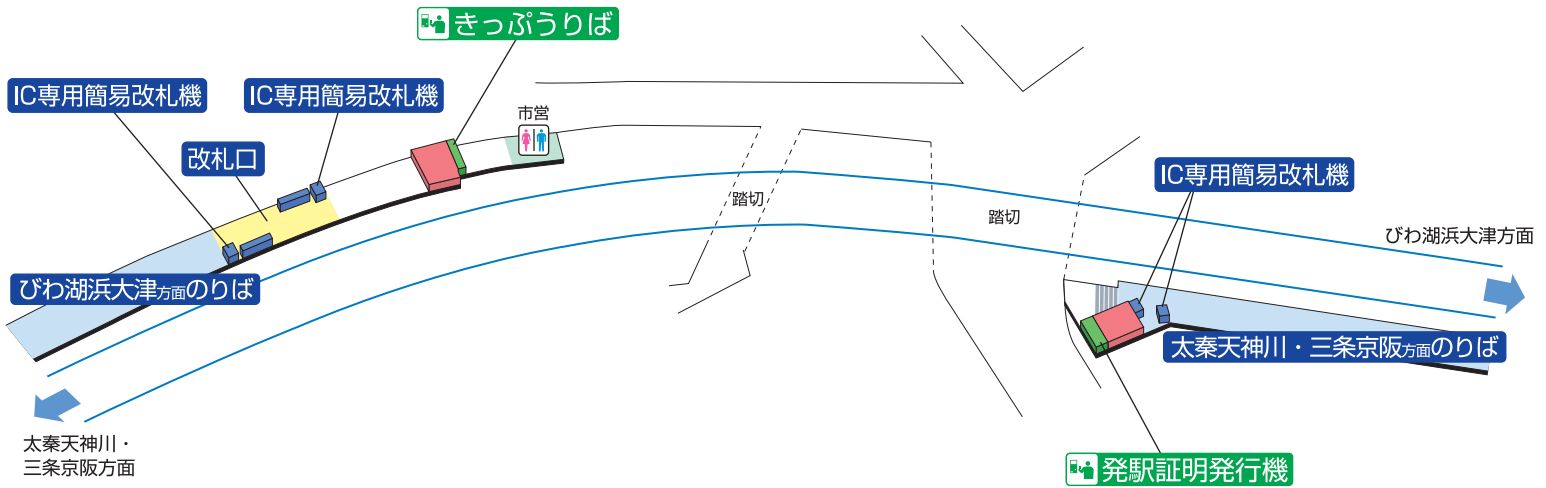 きっぷうりば
IC専用簡易改札機
IC専用簡易改札機
市営
改札口
IC専用簡易改札機
踏切
踏切
びわ湖浜大津方面
びわ湖浜大津方面のりば
太秦天神川・三条京阪方面のりば
太秦天神川・
三条京阪方面
発駅証明発行機